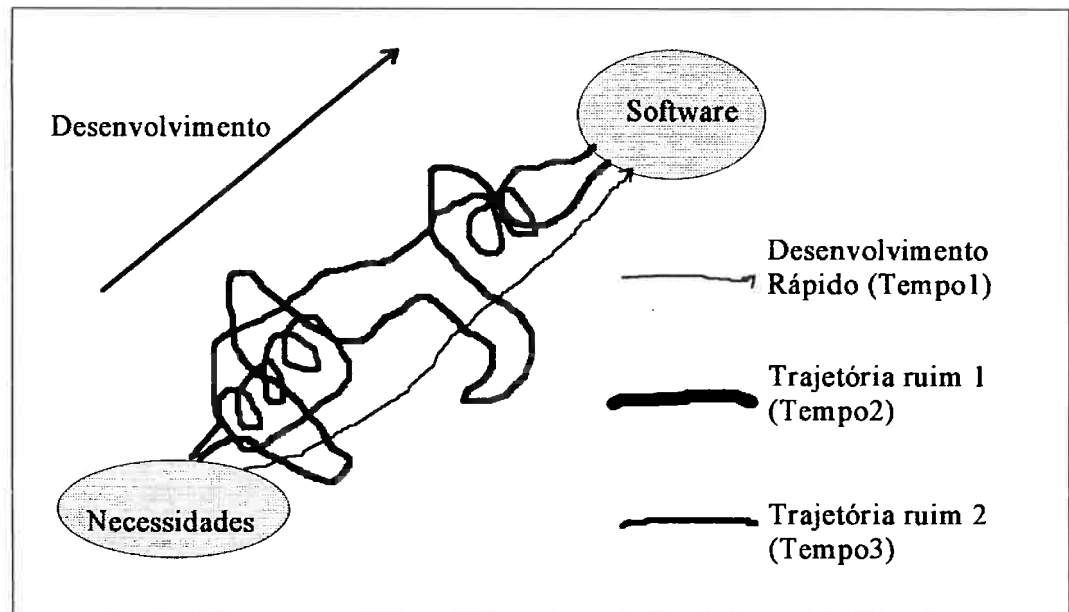 Desenvolvimento
Software
Desenvolvimento
Rápido (Tempo1)
Trajetória ruim 1
(Tempo2)
Necessidades
Trajetória ruim 2
(Tempo3)